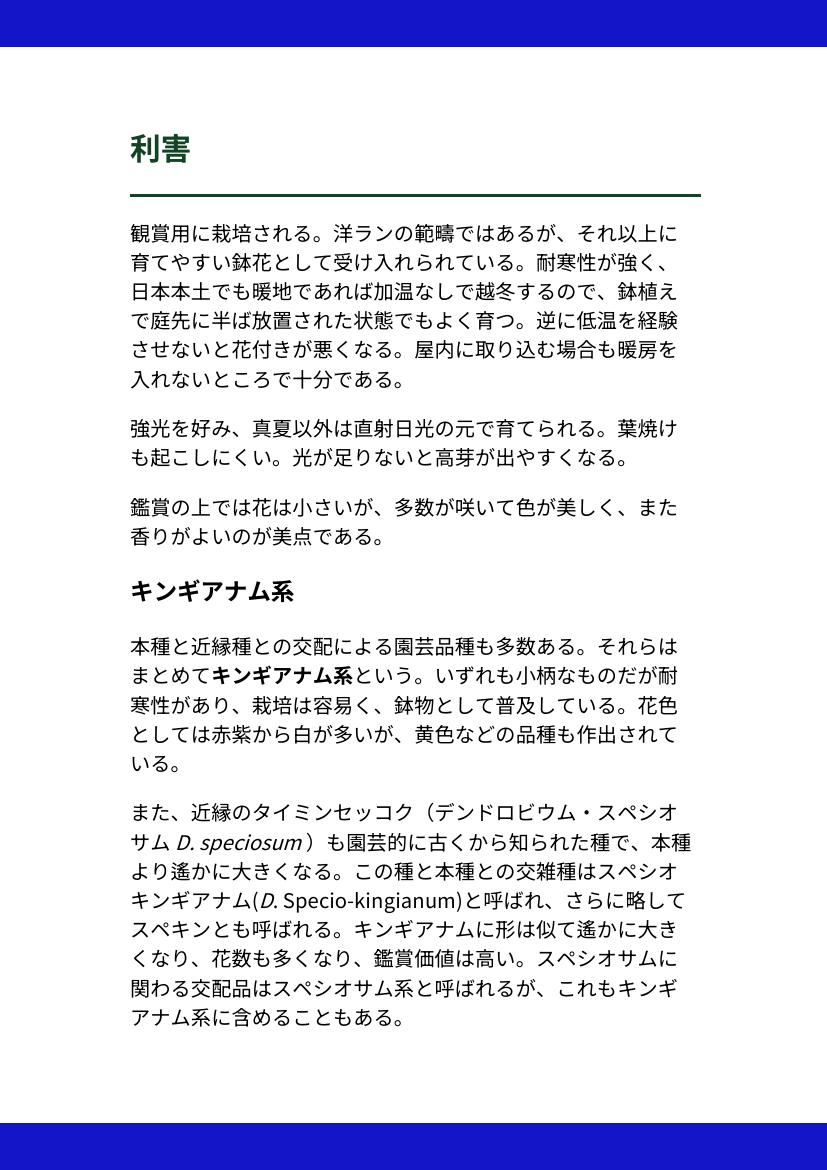 利害
観賞用に栽培される。洋ランの範疇ではあるが、それ以上に
育てやすい鉢花として受け入れられている。耐寒性が強く、
日本本土でも暖地であれば加温なしで越冬するので、鉢植え
で庭先に半ば放置された状態でもよく育つ。逆に低温を経験
させないと花付きが悪くなる。屋内に取り込む場合も暖房を
入れないところで十分である。
強光を好み、真夏以外は直射日光の元で育てられる。葉焼け
も起こしにくい。光が足りないと高芽が出やすくなる。
鑑賞の上では花は小さいが、多数が咲いて色が美しく、また
香りがよいのが美点である。
キンギアナム系
本種と近縁種との交配による園芸品種も多数ある。それらは
まとめてキンギアナム系という。いずれも小柄なものだが耐
寒性があり、栽培は容易く、鉢物として普及している。花色
としては赤紫から白が多いが、黄色などの品種も作出されて
いる。
また、近縁のタイミンセッコク（デンドロビウム・スペシオ
サム D. speciosum ）も園芸的に古くから知られた種で、本種
より遙かに大きくなる。この種と本種との交雑種はスペシオ
キンギアナム(D. Specio-kingianum)と呼ばれ、さらに略して
スペキンとも呼ばれる。キンギアナムに形は似て遙かに大き
くなり、花数も多くなり、鑑賞価値は高い。スペシオサムに
関わる交配品はスペシオサム系と呼ばれるが、これもキンギ
アナム系に含めることもある。